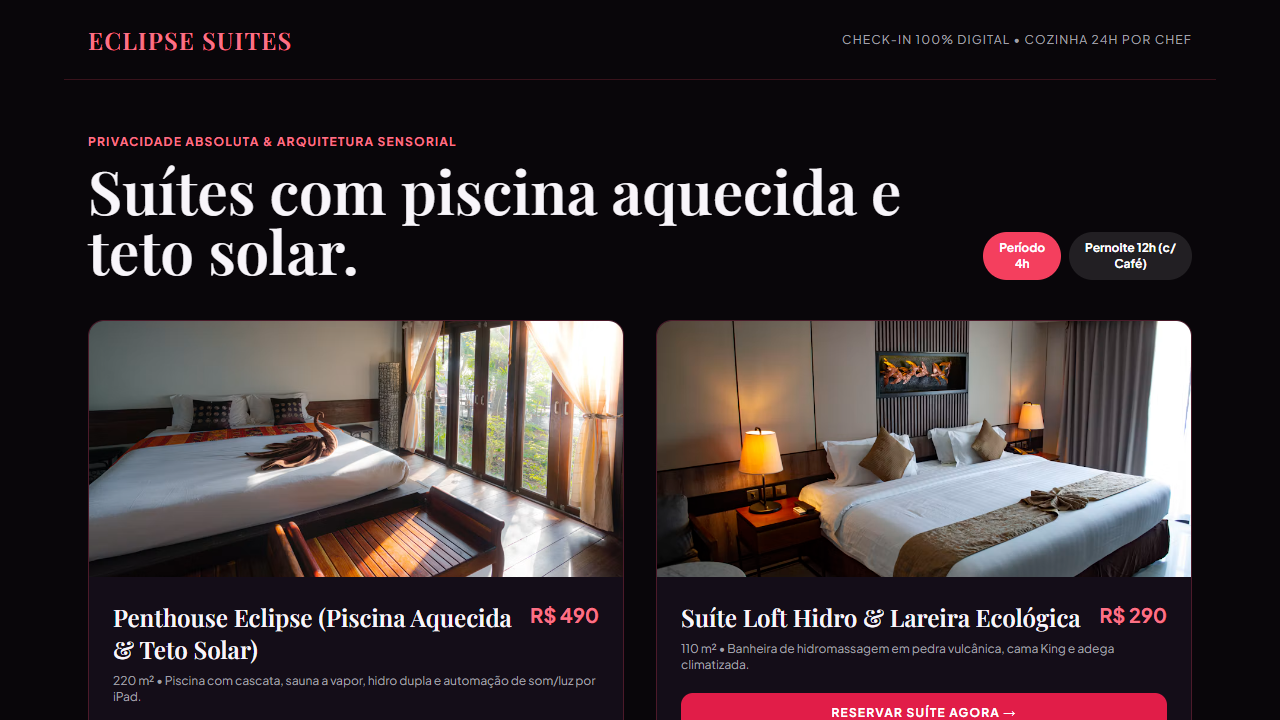 ECLIPSE SUITES
CHECK-IN 100% DIGITAL • COZINHA 24H POR CHEF
PRIVACIDADE ABSOLUTA & ARQUITETURA SENSORIAL
Suítes com piscina aquecida e
teto solar.
Período
4h
Pernoite 12h (c/
Café)
Penthouse Eclipse (Piscina Aquecida
& Teto Solar)
R$ 490
220 m² • Piscina com cascata, sauna a vapor, hidro dupla e automação de som/luz por
iPad.
Suíte Loft Hidro & Lareira Ecológica
R$ 290
110 m² • Banheira de hidromassagem em pedra vulcânica, cama King e adega
climatizada.
RESERVAR SUÍTE AGORA →